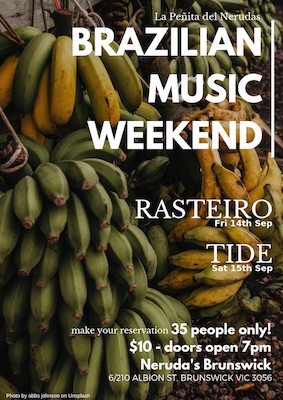 La Peñita del Nerudas
BRAZILIAN
MUSIC
WEEKEND
RASTEIRO
Fri 14th Sep
TIDE
Sat 15th Sep
make your reservation 35 people only!
$10 - doors open 7pm
Neruda's Brunswick
6/210 ALBION ST, BRUNSWICK VIC 3056
Photo by abbs johnson on Unsplash